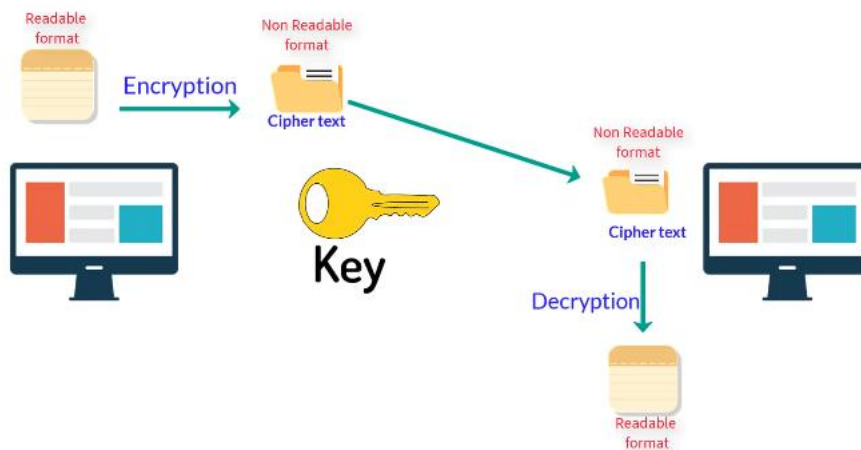 Readable
format
Encryption
Non Readable
format
Cipher text
Key
Non Readable
format
Cipher text
Decryption
Readable
format